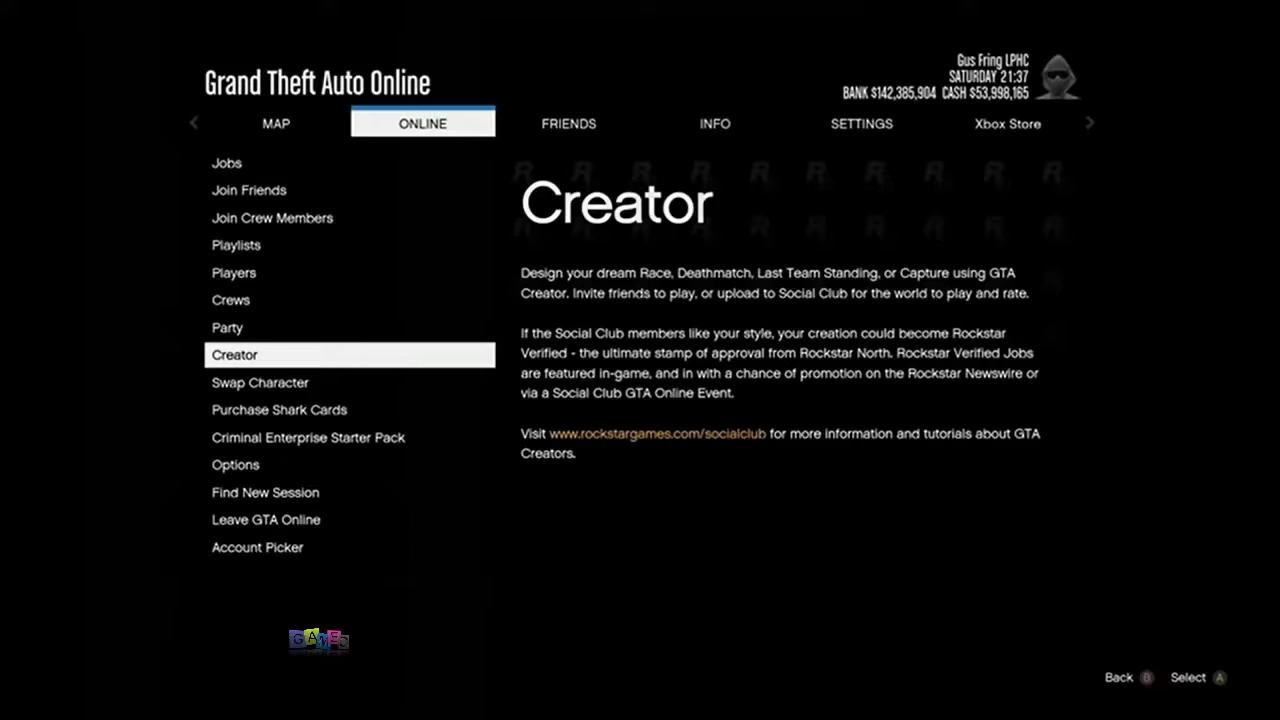 Grand Theft Auto Online
Gus Fring LPHC
SATURDAY 21:37
BANK $142,385,904 CASH $53,998,165
MAP
ONLINE
FRIENDS
INFO
SETTINGS
Xbox Store
Jobs
Join Friends
Join Crew Members
Playlists
Players
Crews
Party
Creator
Swap Character
Purchase Shark Cards
Criminal Enterprise Starter Pack
Options
Find New Session
Leave GTA Online
Account Picker
Creator
Design your dream Race, Deathmatch, Last Team Standing, or Capture using GTA
Creator. Invite friends to play, or upload to Social Club for the world to play and rate.
If the Social Club members like your style, your creation could become Rockstar
Verified - the ultimate stamp of approval from Rockstar North. Rockstar Verified Jobs
are featured in-game, and in with a chance of promotion on the Rockstar Newswire or
via a Social Club GTA Online Event.
Visit www.rockstargames.com/socialclub for more information and tutorials about GTA
Creators.
Back B Select A